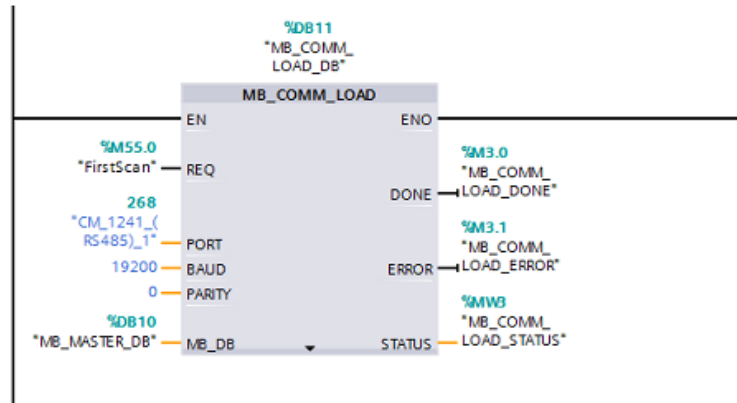 %DB11
"MB_COMM_
LOAD_DB"
MB_COMM_LOAD
EN
ENO
%M55.0
"FirstScan"
REQ
%M3.0
"MB_COMM_
LOAD_DONE"
DONE
268
"CM_1241_(
RS485)_1"
PORT
%M3.1
"MB_COMM_
LOAD_ERROR"
ERROR
19200
BAUD
0
PARITY
%DB10
"MB_MASTER_DB"
MB_DB
%MW3
"MB_COMM_
LOAD_STATUS"
STATUS